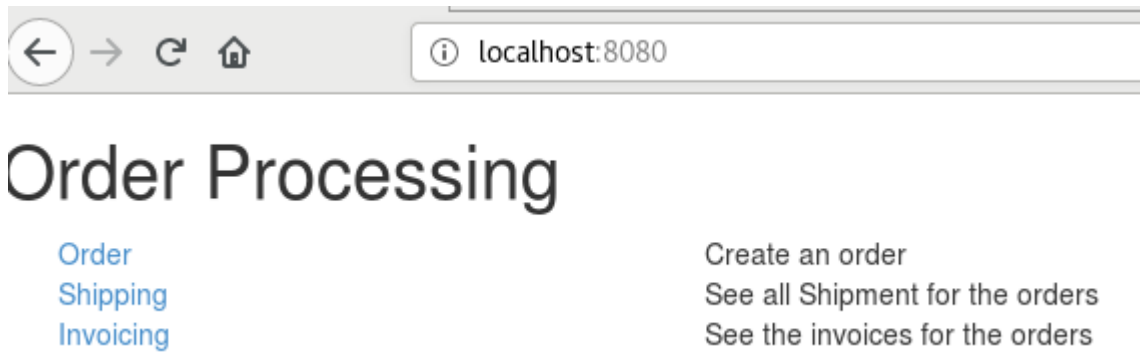 localhost:8080
Order Processing
Order Create an order
Shipping See all Shipment for the orders
Invoicing See the invoices for the orders